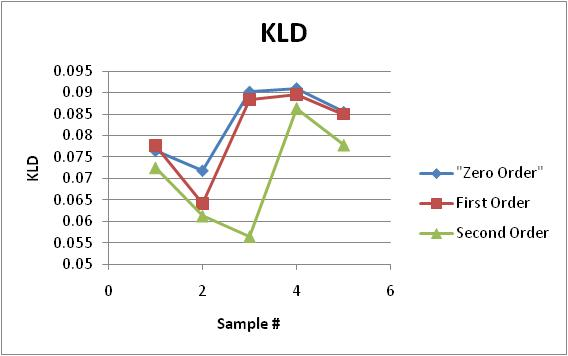 KLD
KLD
0.095
0.09
0.085
0.08
0.075
0.07
0.065
0.06
0.055
0.05
0
2
4
6
Sample #
"Zero Order"
First Order
Second Order